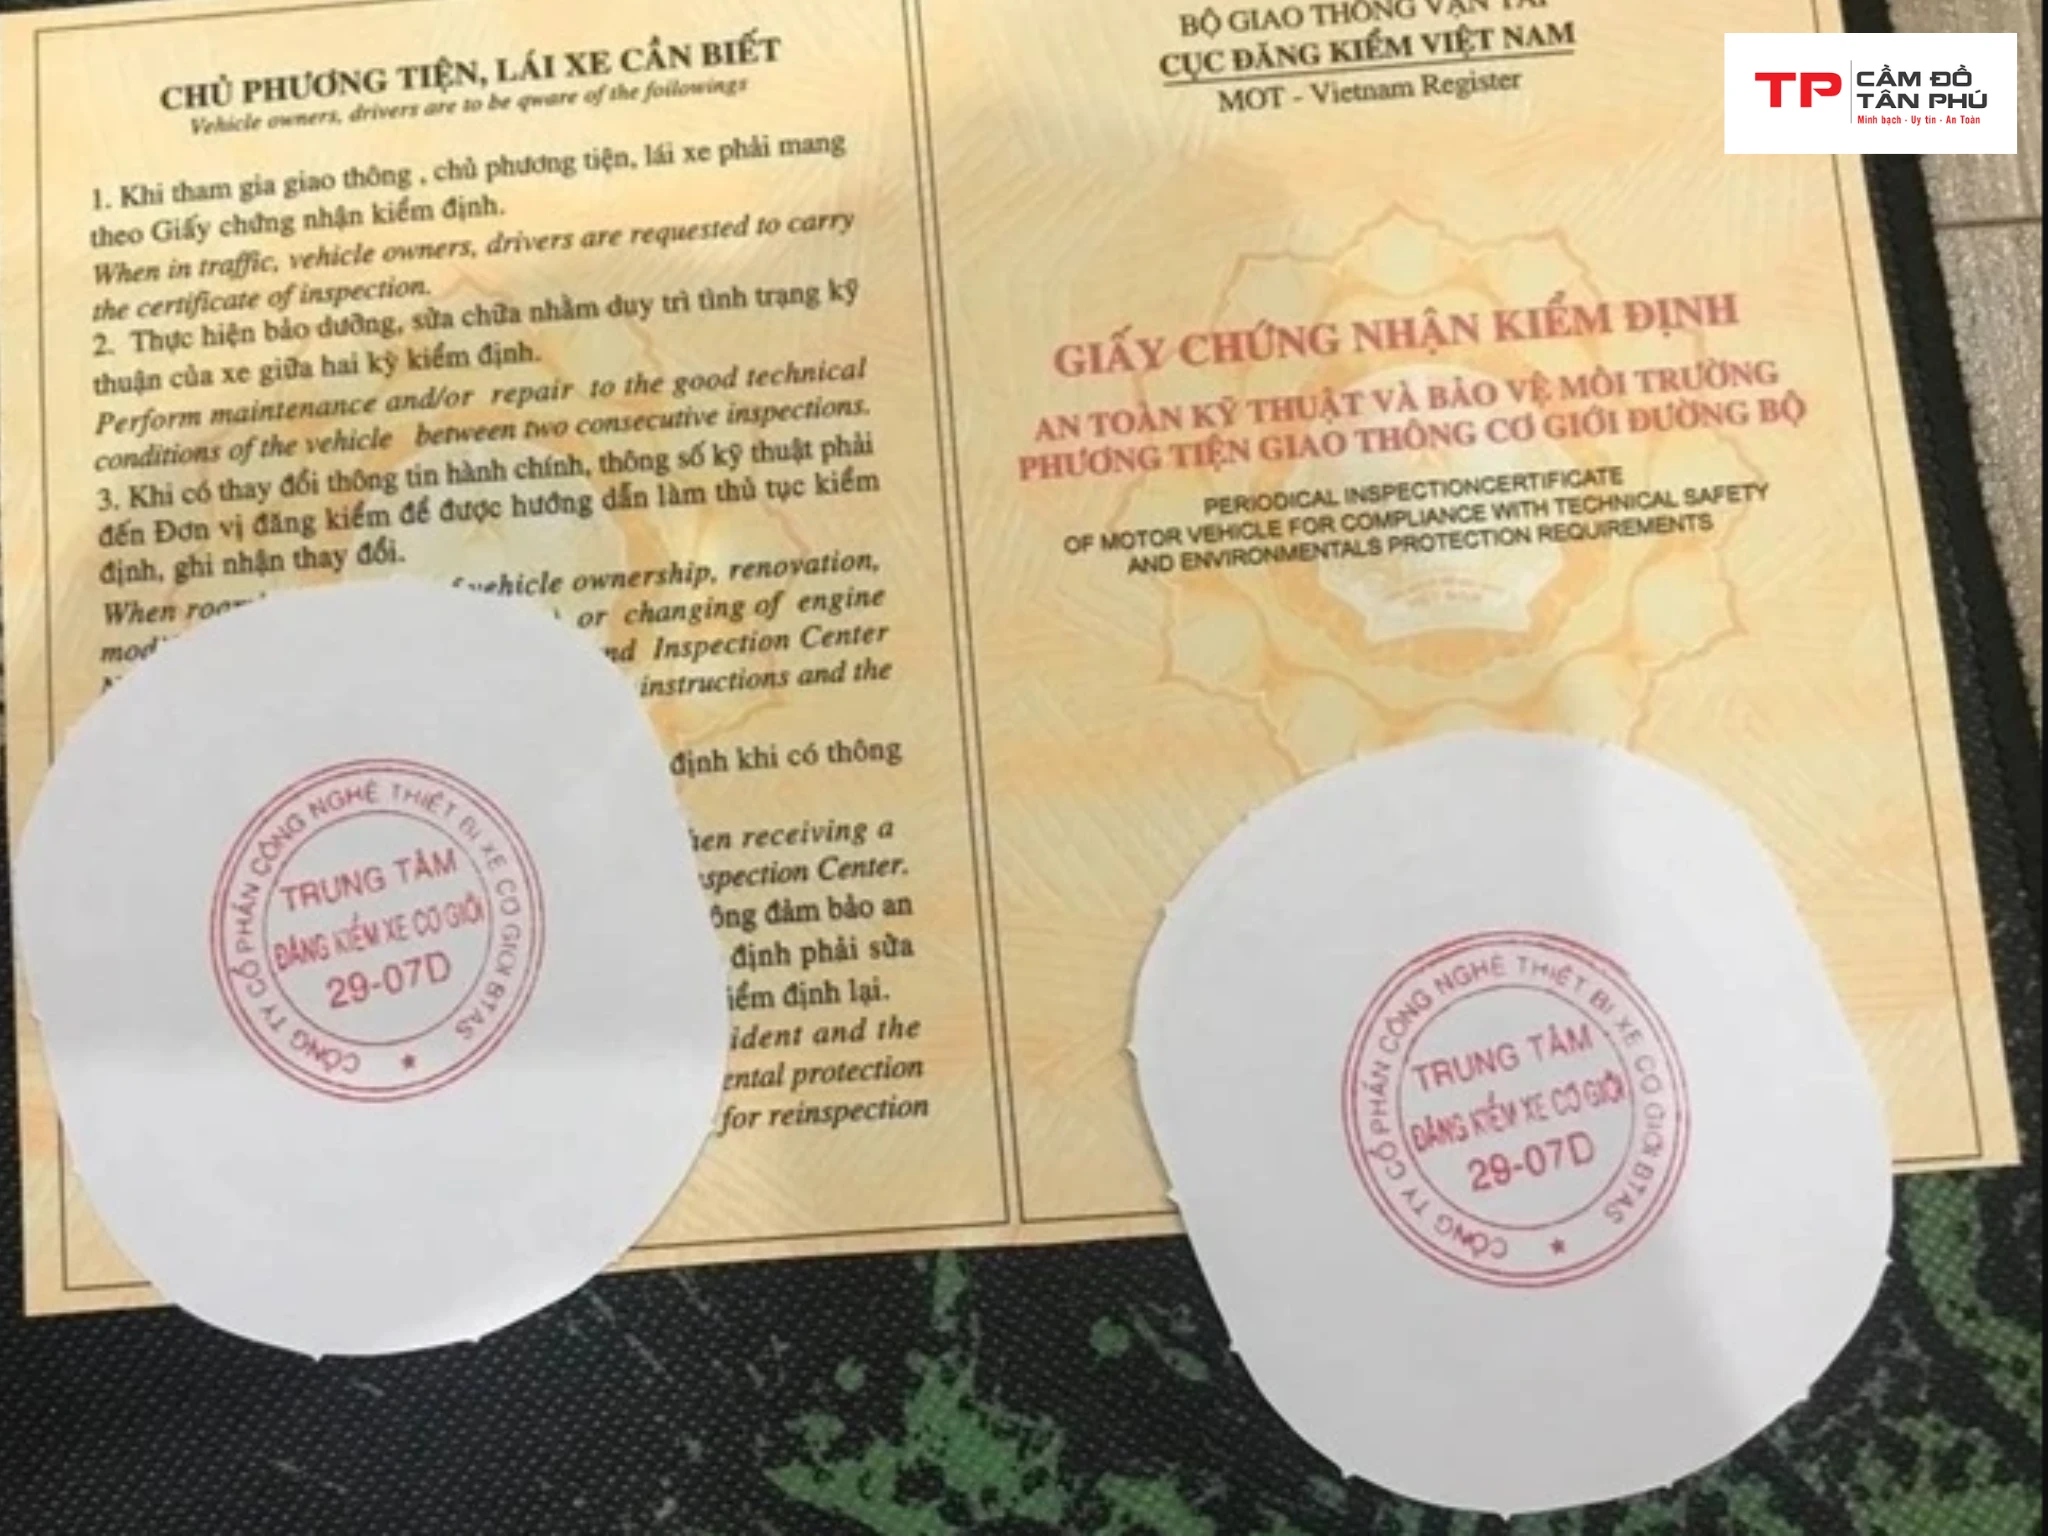 CHỦ PHƯƠNG TIỆN, LÁI XE CẦN BIẾT
Vehicle owners, drivers are to be qware of the foilowings
1. Khi tham gia giao thông , chủ phương tiện, lái xe phải mang
theo Giấy chứng nhận kiểm định.
When in traffic, vehicle owners, drivers are requested to carry
the certificate of inspection.
2. Thực hiện bảo dưỡng, sửa chữa nhằm duy trì tình trạng kỹ
thuận của xe giữa hai kỳ kiểm định.
Perform maintenance and/or repair to the good technical
conditions of the vehicle between two consecutive inspections.
3. Khi có thay đổi thông tin hành chính, thông số kỹ thuật phải
đến Đơn vị đăng kiểm để được hướng dẫn làm thủ tục kiểm
định, ghi nhận thay đổi.
When vehicle ownership, renovation,
or changing of engine
Inspection Center
instructions and the
định khi có thông
receiving a
Center.
đảm bảo an
định phải sửa
định lại.
and the
protection
for reinspection
CÔNG TY CỔ PHẦN CÔNG NGHỆ THIẾT BỊ XE CƠ GIỚI BTAS
TRUNG TÂM
ĐĂNG KIỂM XE CƠ GIỚI
29-07D
BỘ GIAO THÔNG VẬN TẢI
CỤC ĐĂNG KIỂM VIỆT NAM
MOT - Vietnam Register
GIẤY CHỨNG NHẬN KIỂM ĐỊNH
AN TOÀN KỸ THUẬT VÀ BẢO VỆ MÔI TRƯỜNG
PHƯƠNG TIỆN GIAO THÔNG CƠ GIỚI ĐƯỜNG BỘ
PERIODICAL INSPECTIONCERTIFICATE
OF MOTOR VEHICLE FOR COMPLIANCE WITH TECHNICAL SAFETY
AND ENVIRONMENTALS PROTECTION REQUIREMENTS
CÔNG TY CỔ PHẦN CÔNG NGHỆ THIẾT BỊ XE CƠ GIỚI BTAS
TRUNG TÂM
ĐĂNG KIỂM XE CƠ GIỚI
29-07D
TP
CẦM ĐỒ
TÂN PHÚ
Minh bạch - Uy tín - An Toàn